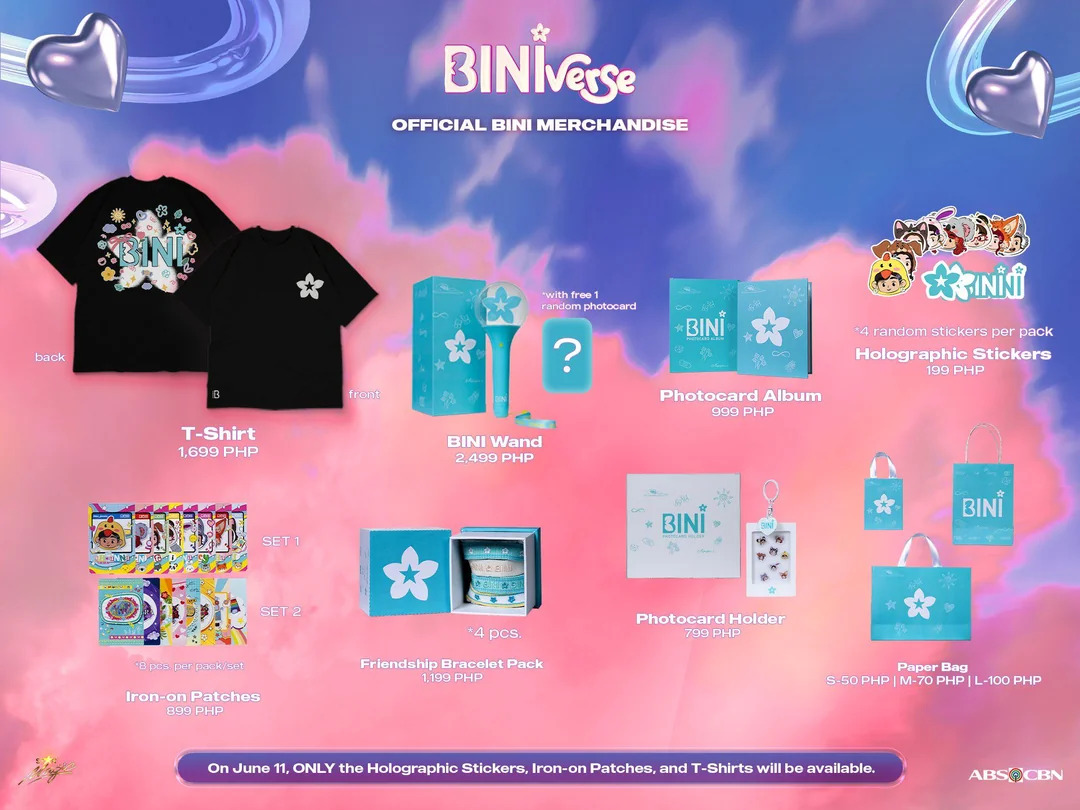 BINIverse
OFFICIAL BINI MERCHANDISE
BINI
back
front
T-Shirt
1,699 PHP
*with free 1
random photocard
?
BINI
BINI Wand
2,499 PHP
BINI
PHOTOCARD ALBUM
Photocard Album
999 PHP
BINI
*4 random stickers per pack
Holographic Stickers
199 PHP
SET 1
SET 2
*8 pcs. per pack/set.
Iron-on Patches
899 PHP
*4 pcs.
Friendship Bracelet Pack
1,199 PHP
BINI
PHOTOCARD HOLDER
BINI
Photocard Holder
799 PHP
BINI
Paper Bag
S-50 PHP | M-70 PHP | L-100 PHP
On June 11, ONLY the Holographic Stickers, Iron-on Patches, and T-Shirts will be available.
ABS CBN